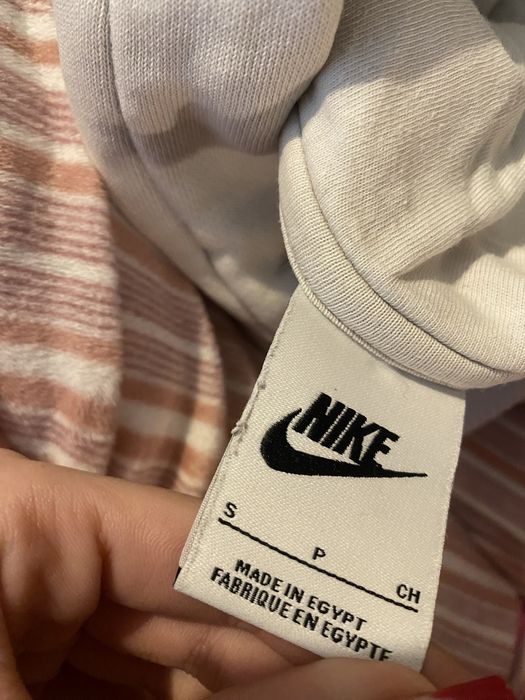 NIKE
S P CH
MADE IN EGYPT
FABRIQUE EN EGYPTE